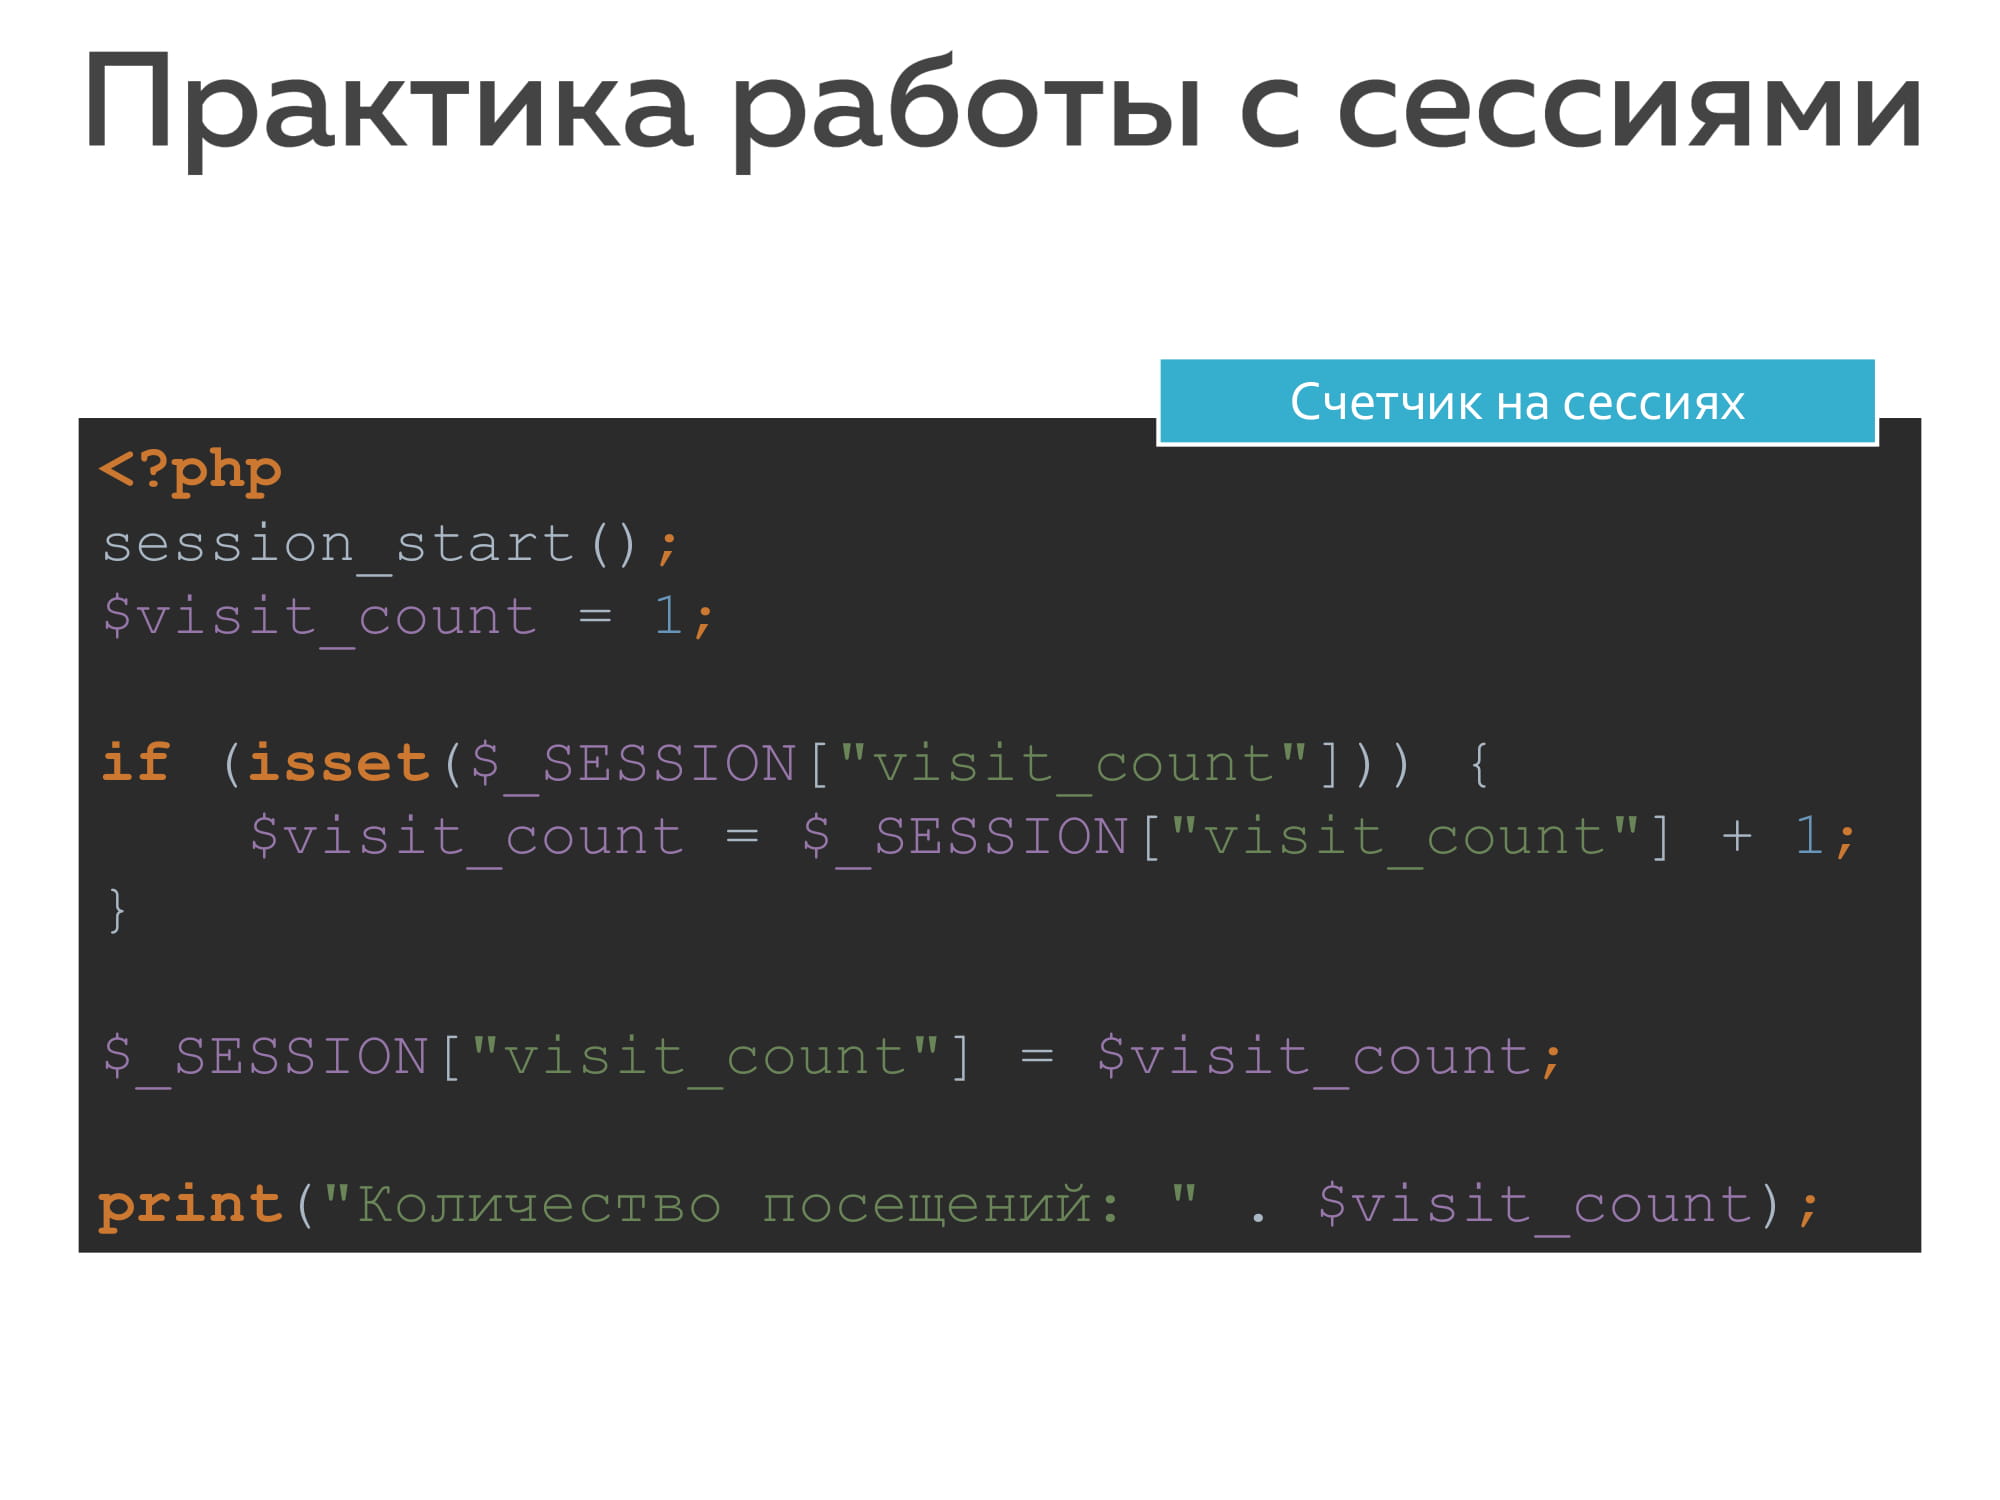 Практика работы с сессиями
Счетчик на сессиях
<?php
session_start();
$visit_count = 1;
if (isset($_SESSION["visit_count"])) {
    $visit_count = $_SESSION["visit_count"] + 1;
}
$_SESSION["visit_count"] = $visit_count;
print("Количество посещений: " . $visit_count);